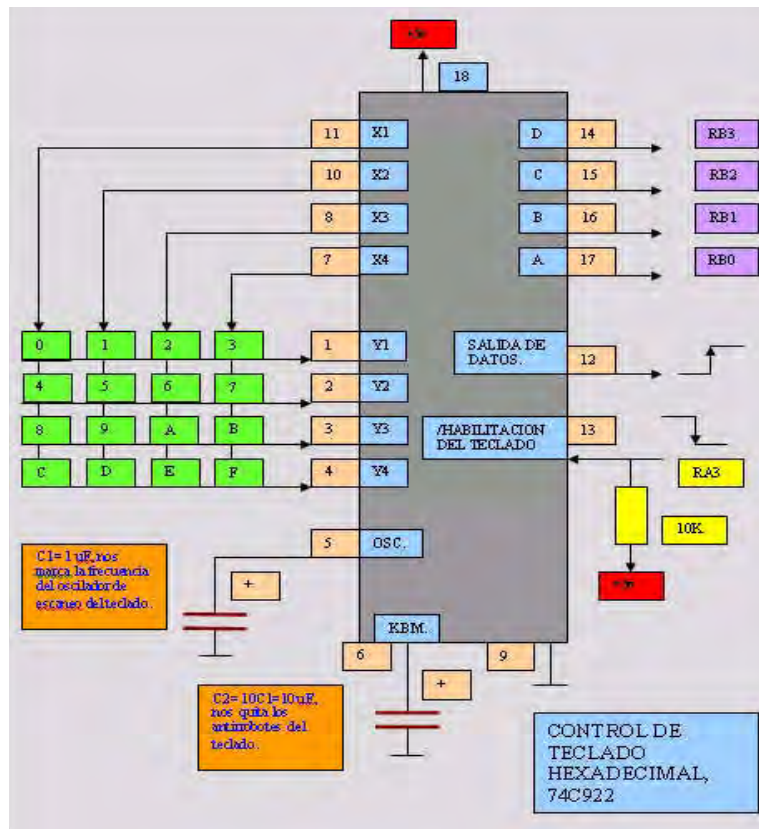 18
11 X1 D 14 RB3
10 X2 C 15 RB2
8 X3 B 16 RB1
7 X4 A 17 RB0
0 1 2 3 1 Y1
SALIDA DE
DATOS.
12
4 5 6 7 2 Y2
8 9 A B 3 Y3
/HABILITACION
DEL TECLADO
13
C D E F 4 Y4
RA3
10K.
5 OSC.
C1= 1 uF, nos
marca la frecuencia
del oscilador de
escaneo del teclado.
+
KBM.
6
9
+
C2= 10C1=10uF,
nos quita los
antirrobotes del
teclado.
CONTROL DE
TECLADO
HEXADECIMAL,
74C922